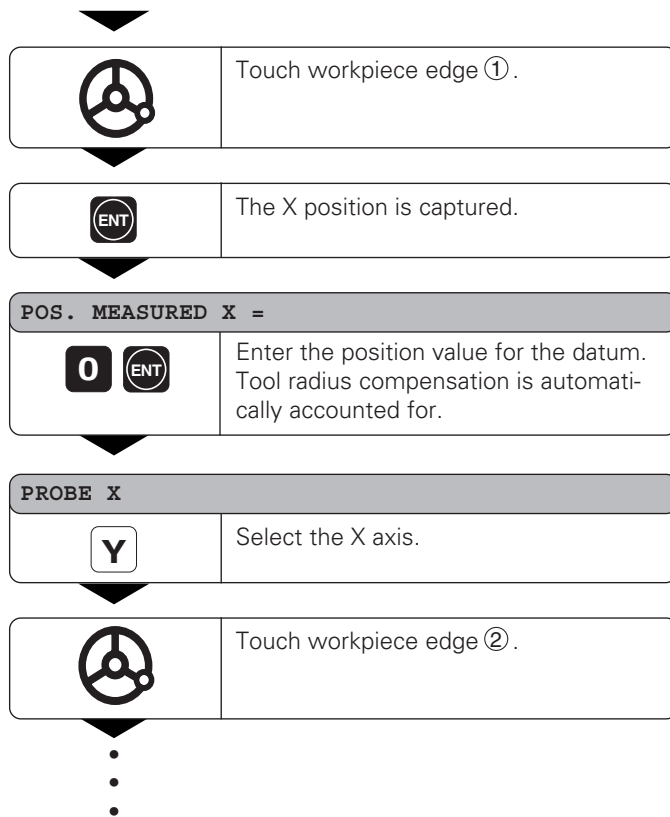 Touch workpiece edge ①.
ENT
The X position is captured.
POS. MEASURED X =
0 ENT
Enter the position value for the datum.
Tool radius compensation is automati-
cally accounted for.
PROBE X
Y
Select the X axis.
Touch workpiece edge ②.